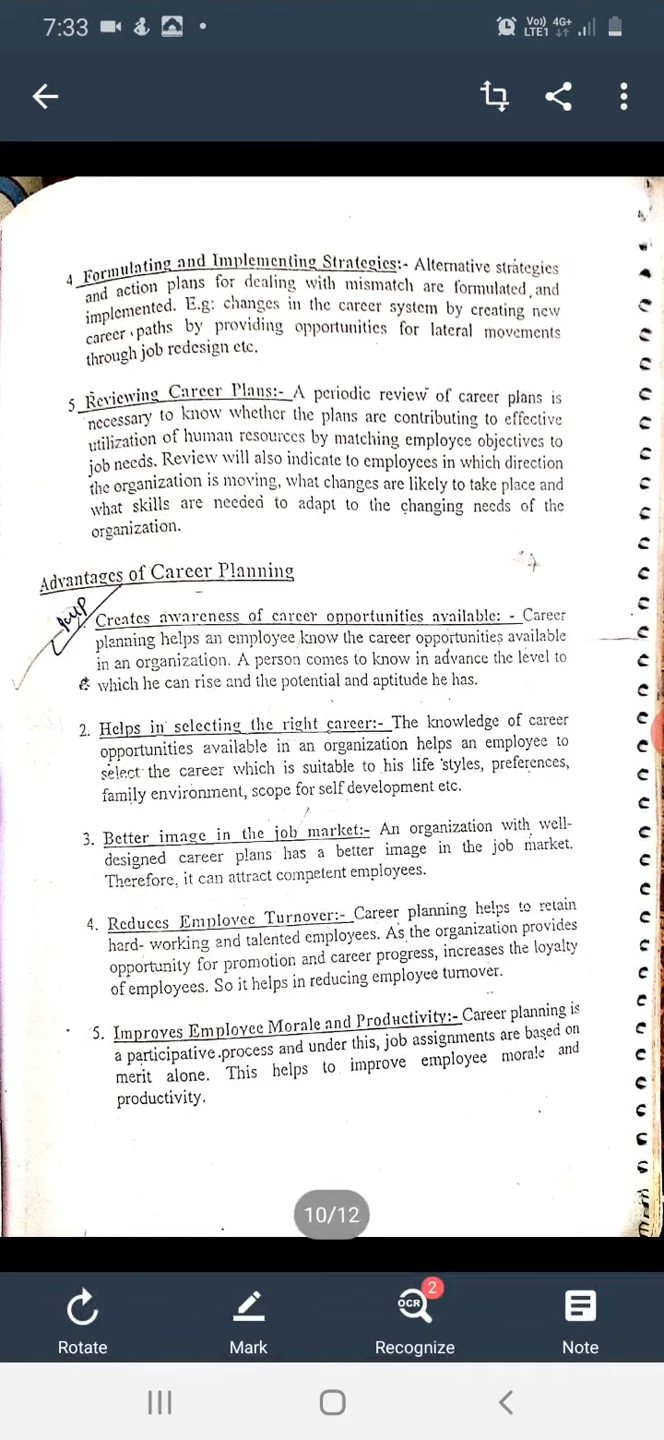 7:33
Vo)) 4G+
LTE1
4 Formulating and Implementing Strategies:- Alternative strategies
and action plans for dealing with mismatch are formulated and
implemented. E.g: changes in the career system by creating new
career paths by providing opportunities for lateral movements
through job redesign etc.
5 Reviewing Career Plans:- A periodic review of career plans is
necessary to know whether the plans are contributing to effective
utilization of human resources by matching employee objectives to
job needs. Review will also indicate to employees in which direction
the organization is moving, what changes are likely to take place and
what skills are needed to adapt to the changing needs of the
organization.
Advantages of Career Planning
Creates awareness of career opportunities available: - Career
planning helps an employee know the career opportunities available
in an organization. A person comes to know in advance the level to
which he can rise and the potential and aptitude he has.
2. Helps in selecting the right career:- The knowledge of career
opportunities available in an organization helps an employee to
select the career which is suitable to his life styles, preferences,
family environment, scope for self development etc.
3. Better image in the job market:- An organization with well-
designed career plans has a better image in the job market.
Therefore, it can attract competent employees.
4. Reduces Employee Turnover:- Career planning helps to retain
hard- working and talented employees. As the organization provides
opportunity for promotion and career progress, increases the loyalty
of employees. So it helps in reducing employee turnover.
5. Improves Employee Morale and Productivity:- Career planning is
a participative process and under this, job assignments are based on
merit alone. This helps to improve employee morale and
productivity.
10/12
OCR
2
Rotate
Mark
Recognize
Note